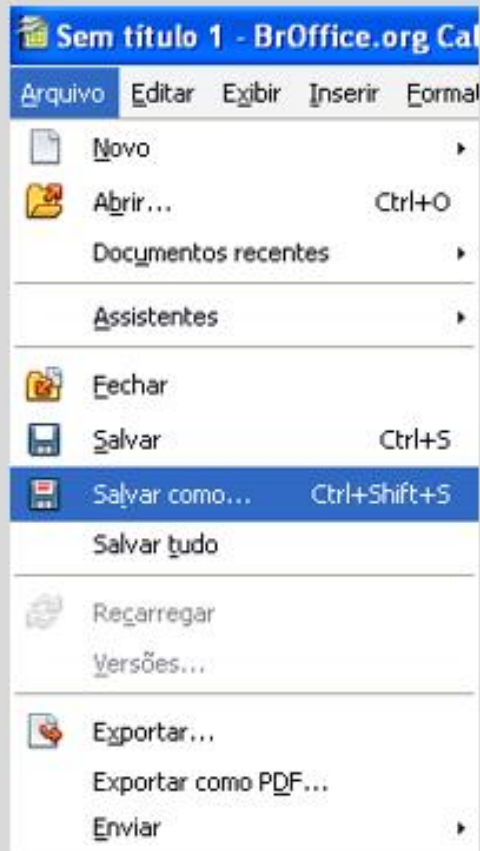 Sem título 1 - BrOffice.org Cal
Arquivo Editar Exibir Inserir Format
Novo
Abrir... Ctrl+O
Documentos recentes
Assistentes
Fechar
Salvar Ctrl+S
Salvar como... Ctrl+Shift+S
Salvar tudo
Recarregar
Versões...
Exportar...
Exportar como PDF...
Enviar